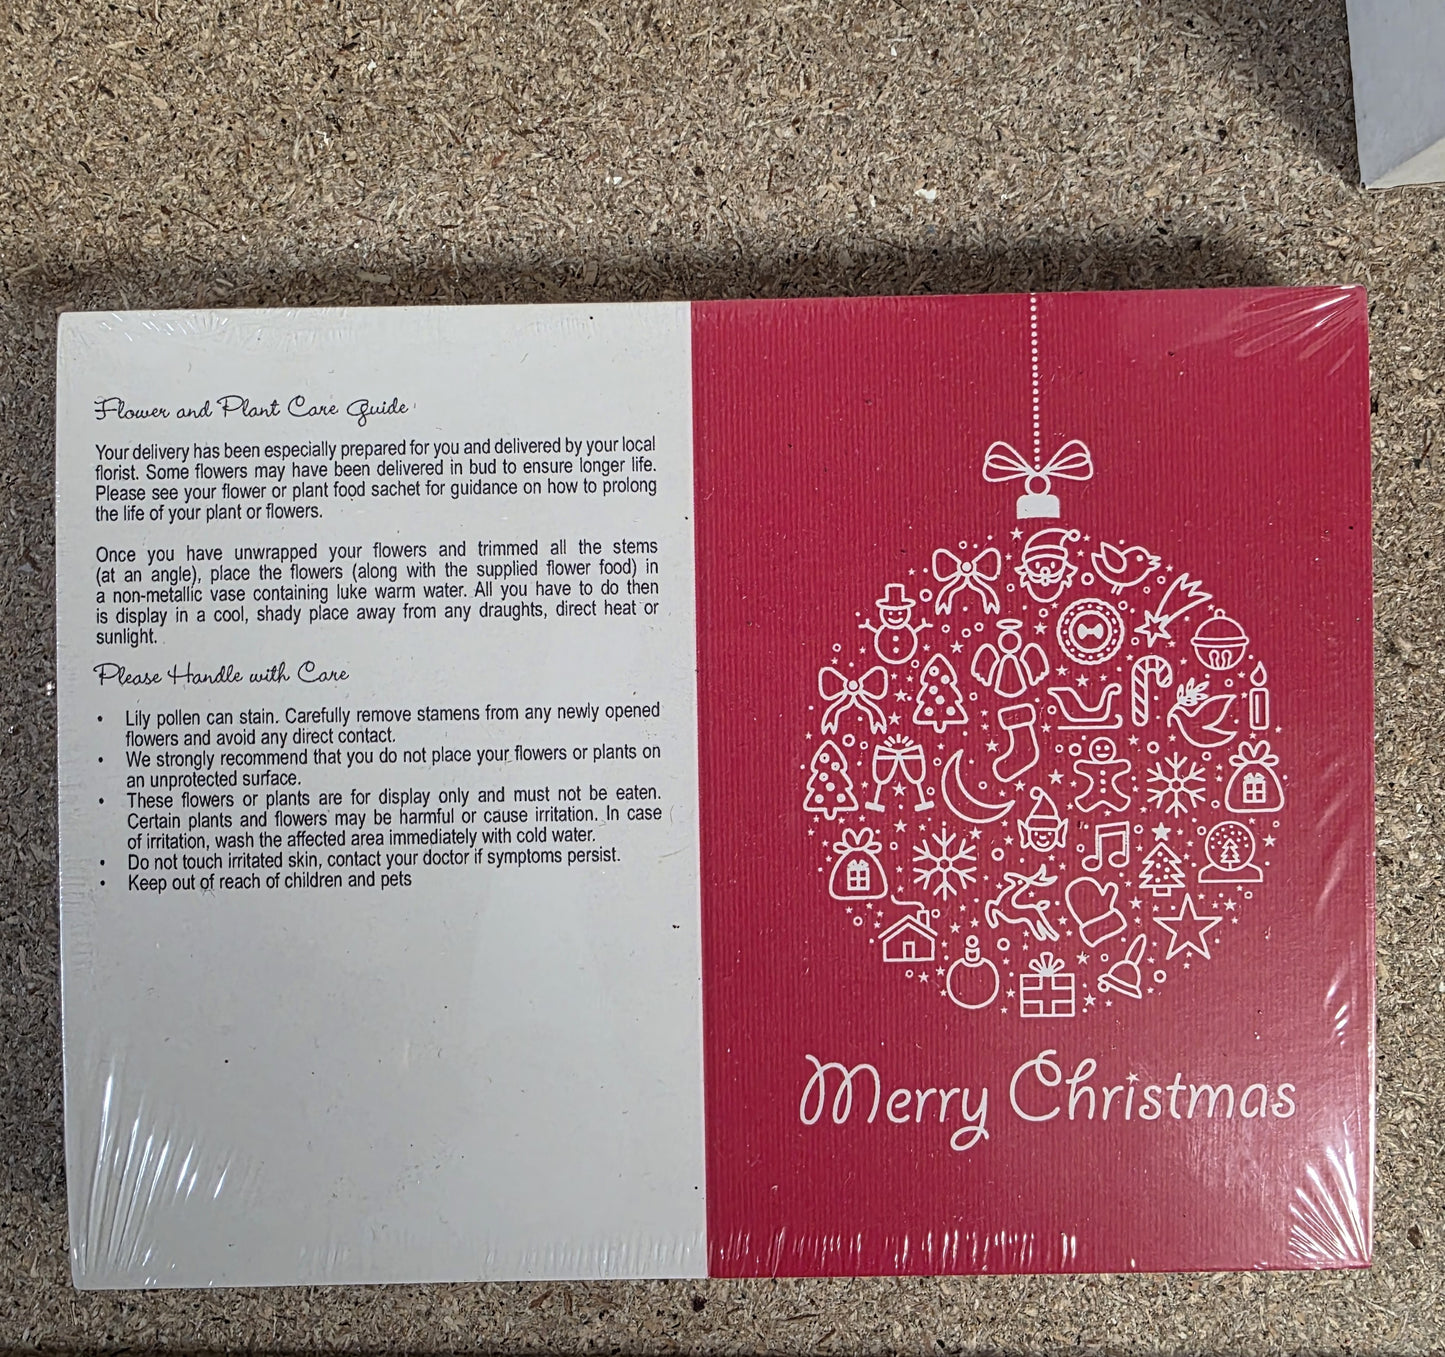 Flower and Plant Care Guide
Your delivery has been especially prepared for you and delivered by your local
florist. Some flowers may have been delivered in bud to ensure longer life.
Please see your flower or plant food sachet for guidance on how to prolong
the life of your plant or flowers.
Once you have unwrapped your flowers and trimmed all the stems
(at an angle), place the flowers (along with the supplied flower food) in
a non-metallic vase containing luke warm water. All you have to do then
is display in a cool, shady place away from any draughts, direct heat or
sunlight.
Please Handle with Care
• Lily pollen can stain. Carefully remove stamens from any newly opened
flowers and avoid any direct contact.
• We strongly recommend that you do not place your flowers or plants on
an unprotected surface.
• These flowers or plants are for display only and must not be eaten.
Certain plants and flowers may be harmful or cause irritation. In case
of irritation, wash the affected area immediately with cold water.
• Do not touch irritated skin, contact your doctor if symptoms persist.
• Keep out of reach of children and pets
Merry Christmas